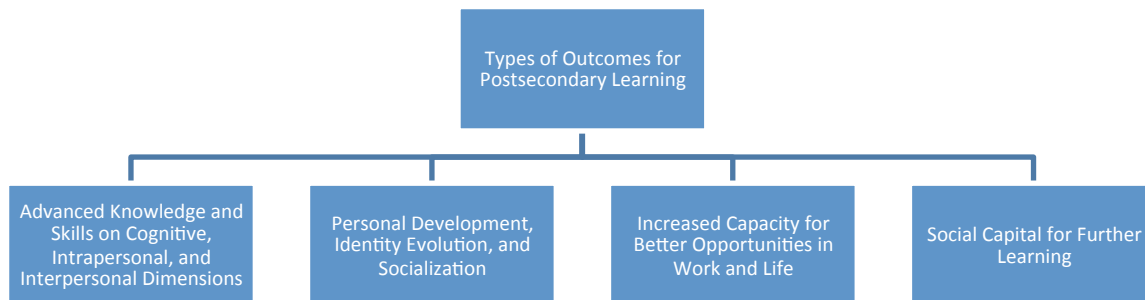 Types of Outcomes for
Postsecondary Learning
Advanced Knowledge and
Skills on Cognitive,
Intrapersonal, and
Interpersonal Dimensions
Personal Development,
Identity Evolution, and
Socialization
Increased Capacity for
Better Opportunities in
Work and Life
Social Capital for Further
Learning